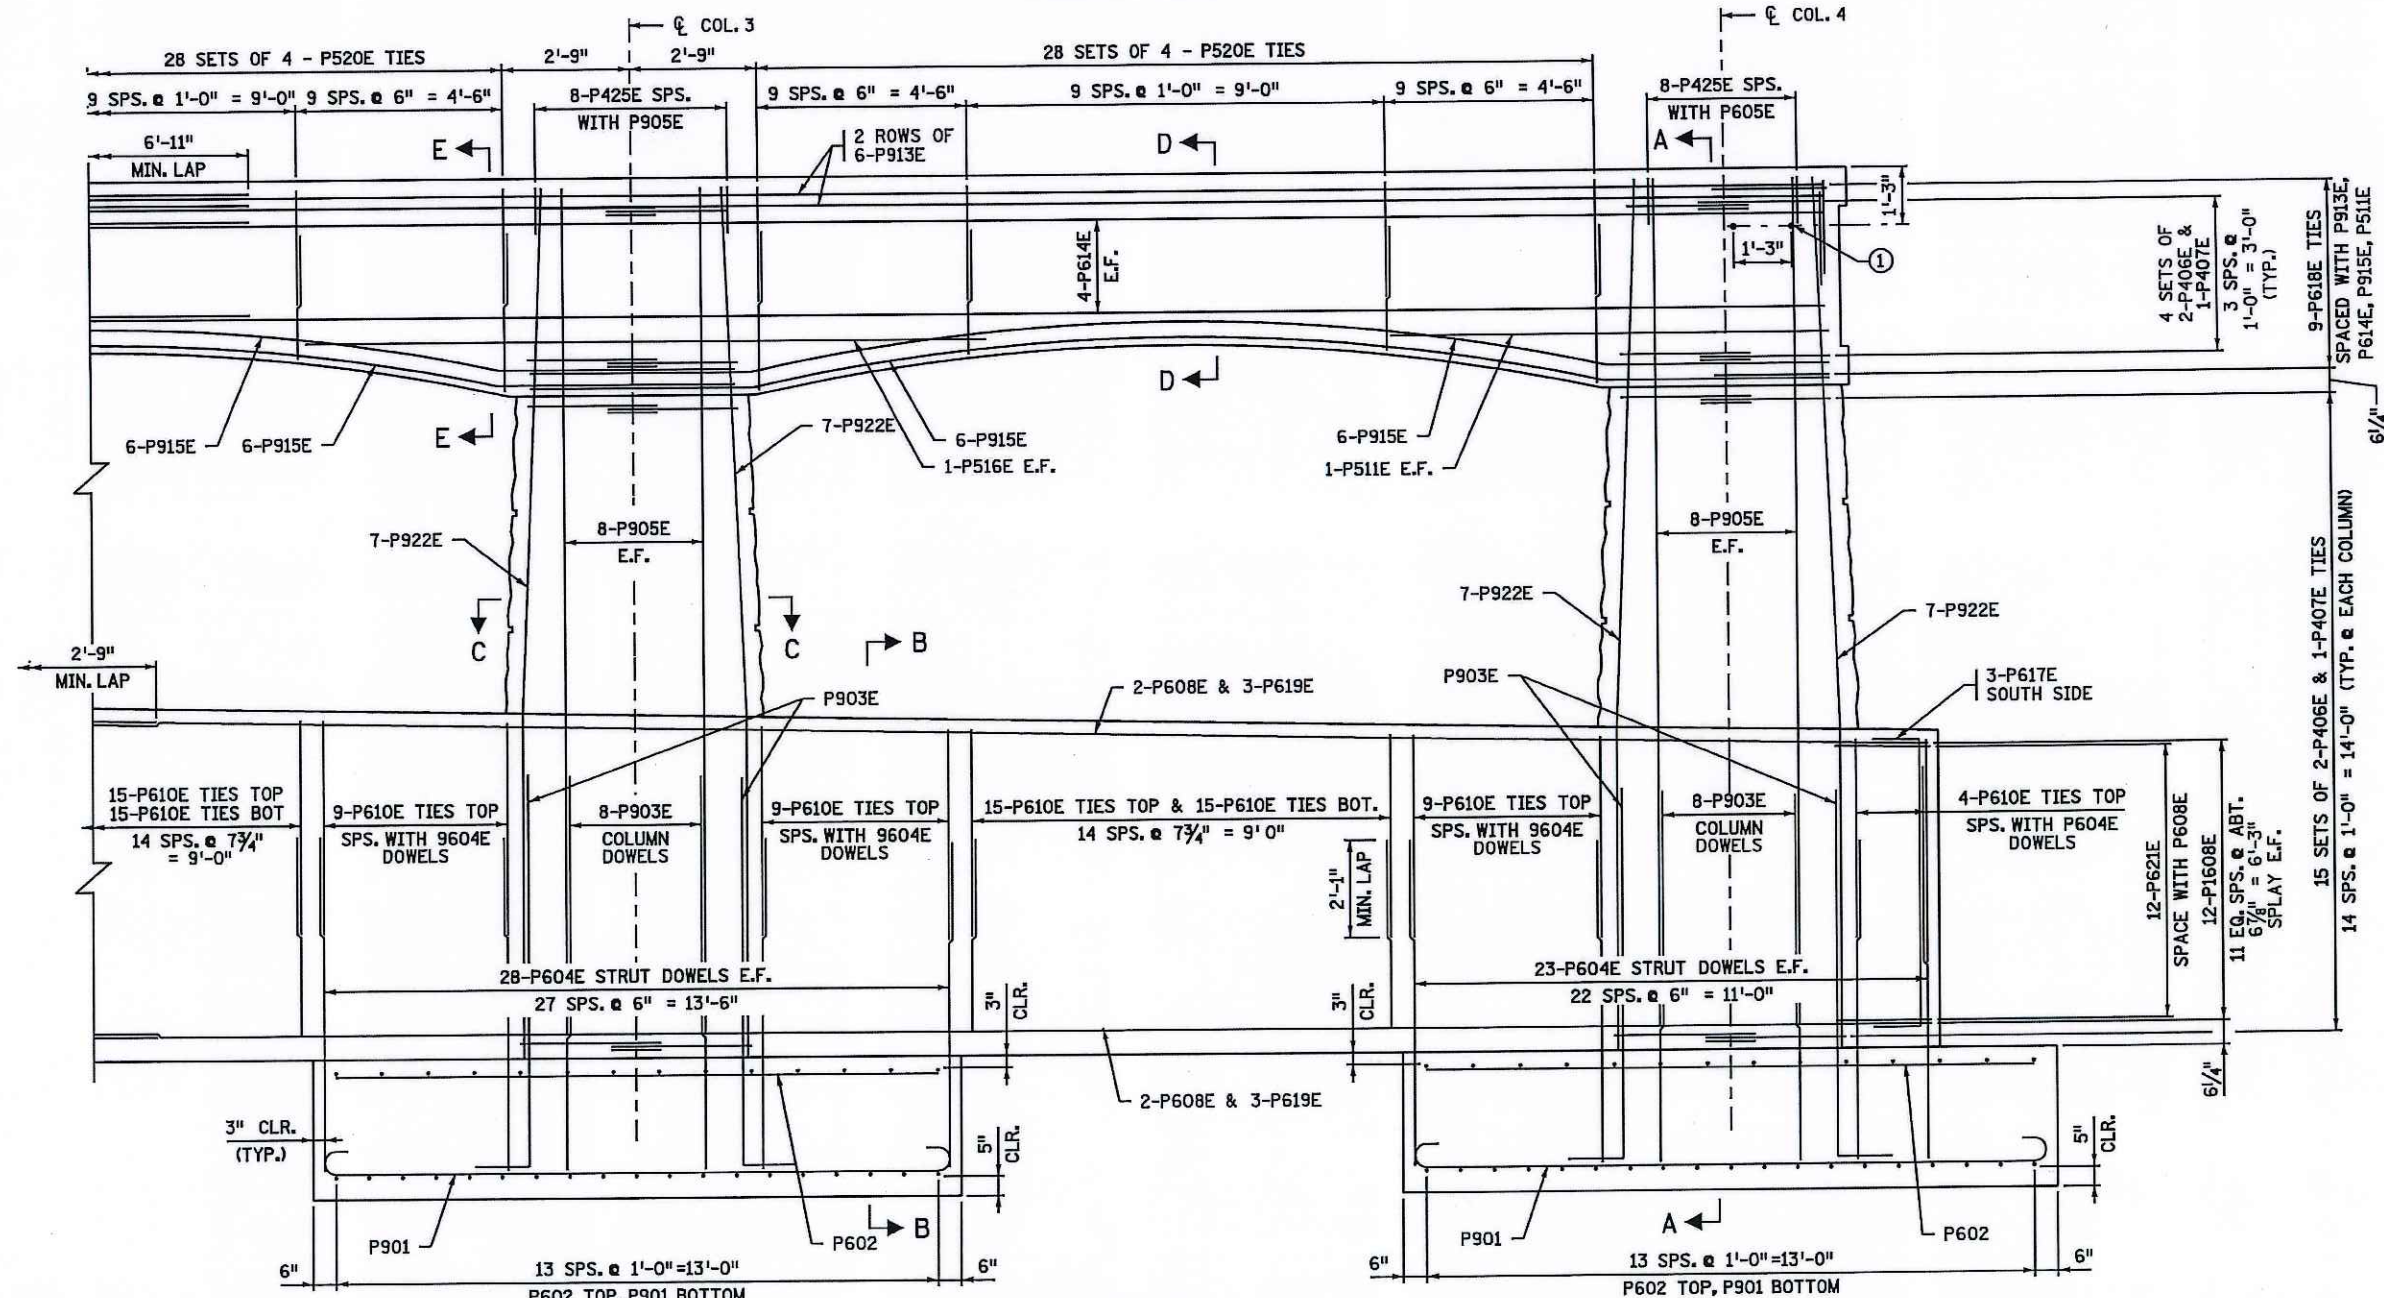 ℄ COL. 3
℄ COL. 4
28 SETS OF 4 - P520E TIES
2'-9"
2'-9"
28 SETS OF 4 - P520E TIES
9 SPS. @ 1'-0" = 9'-0"
9 SPS. @ 6" = 4'-6"
8-P425E SPS.
WITH P905E
9 SPS. @ 6" = 4'-6"
9 SPS. @ 1'-0" = 9'-0"
9 SPS. @ 6" = 4'-6"
8-P425E SPS.
WITH P605E
6'-11"
MIN. LAP
E
2 ROWS OF
6-P913E
D
A
1'-3"
4-P614E
E.F.
1'-3"
1
4 SETS OF
2-P406E &
1-P407E
3 SPS. @
1'-0" = 3'-0"
(TYP.)
9-P618E TIES
SPACED WITH P913E,
P614E, P915E, P511E
6¼"
D
E
6-P915E
6-P915E
7-P922E
6-P915E
1-P516E E.F.
6-P915E
1-P511E E.F.
7-P922E
8-P905E
E.F.
8-P905E
E.F.
7-P922E
7-P922E
C
C
B
2'-9"
MIN. LAP
P903E
2-P608E & 3-P619E
P903E
3-P617E
SOUTH SIDE
15 SETS OF 2-P406E & 1-P407E TIES
14 SPS. @ 1'-0" = 14'-0" (TYP. @ EACH COLUMN)
15-P610E TIES TOP
15-P610E TIES BOT
14 SPS. @ 7¾"
= 9'-0"
9-P610E TIES TOP
SPS. WITH 9604E
DOWELS
8-P903E
COLUMN
DOWELS
9-P610E TIES TOP
SPS. WITH 9604E
DOWELS
15-P610E TIES TOP & 15-P610E TIES BOT.
14 SPS. @ 7¾" = 9'0"
9-P610E TIES TOP
SPS. WITH 9604E
DOWELS
8-P903E
COLUMN
DOWELS
4-P610E TIES TOP
SPS. WITH P604E
DOWELS
2'-1"
MIN. LAP
12-P621E
SPACE WITH P608E
12-P1608E
11 EQ. SPS. @ ABT.
6⅞" = 6'-3"
SPLAY E.F.
28-P604E STRUT DOWELS E.F.
27 SPS. @ 6" = 13'-6"
3"
CLR.
3"
CLR.
23-P604E STRUT DOWELS E.F.
22 SPS. @ 6" = 11'-0"
6¼"
2-P608E & 3-P619E
3" CLR.
(TYP.)
5"
CLR.
5"
CLR.
P901
P602
B
P901
A
P602
6"
13 SPS. @ 1'-0"=13'-0"
P602 TOP, P901 BOTTOM
6"
6"
13 SPS. @ 1'-0"=13'-0"
P602 TOP, P901 BOTTOM
6"